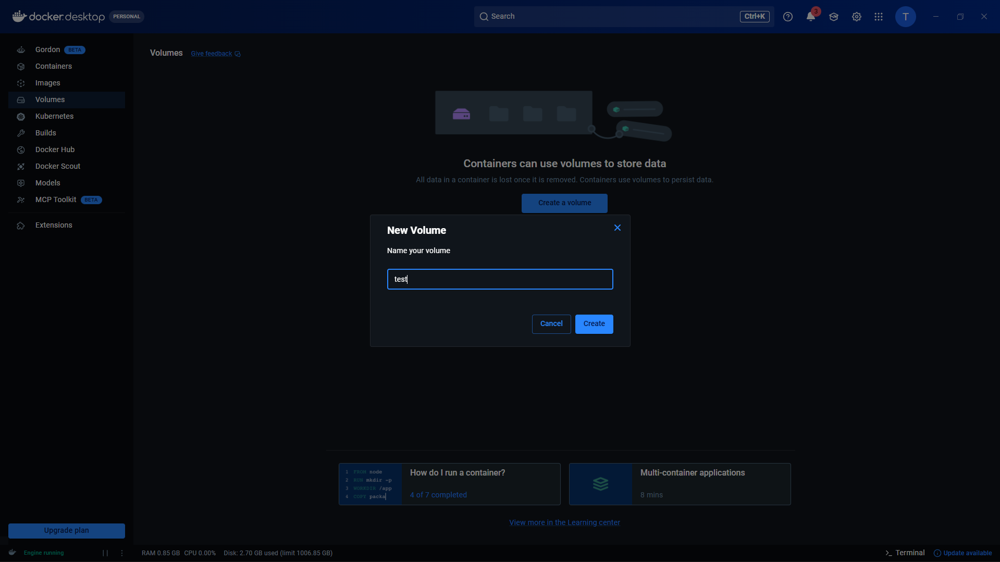 docker desktop PERSONAL
Search Ctrl+K
3
T
Gordon BETA
Containers
Images
Volumes
Kubernetes
Builds
Docker Hub
Docker Scout
Models
MCP Toolkit BETA
Extensions
Upgrade plan
Volumes Give feedback
Containers can use volumes to store data
All data in a container is lost once it is removed. Containers use volumes to persist data.
Create a volume
New Volume
Name your volume
test
Cancel Create
1 FROM node
2 RUN mkdir -p
3 WORKDIR /app
4 COPY packa
How do I run a container?
4 of 7 completed
Multi-container applications
8 mins
View more in the Learning center
Engine running
RAM 0.85 GB CPU 0.00% Disk: 2.70 GB used (limit 1006.85 GB)
>_ Terminal Update available